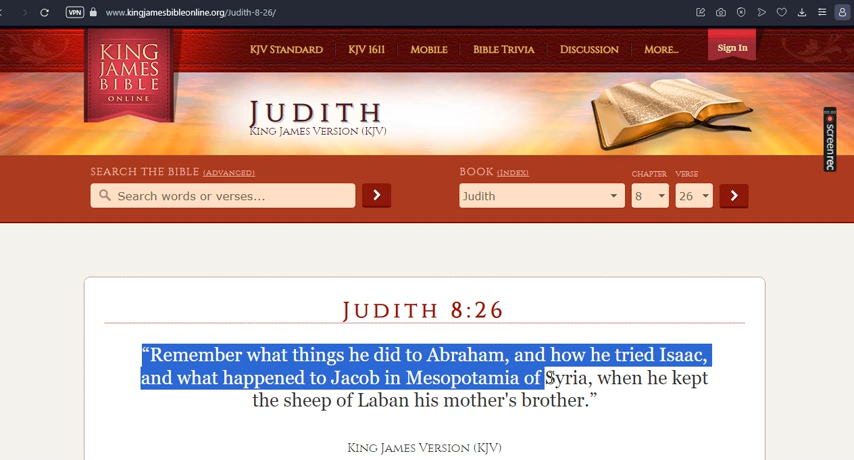 VPN www.kingjamesbibleonline.org/Judith-8-26/
KING
JAMES
BIBLE
ONLINE
KJV STANDARD KJV 1611 MOBILE BIBLE TRIVIA DISCUSSION MORE... Sign In
JUDITH
KING JAMES VERSION (KJV)
screenrec
SEARCH THE BIBLE (ADVANCED) BOOK (INDEX) CHAPTER VERSE
Search words or verses... Judith 8 26
JUDITH 8:26
“Remember what things he did to Abraham, and how he tried Isaac,
and what happened to Jacob in Mesopotamia of Syria, when he kept
the sheep of Laban his mother's brother.”
KING JAMES VERSION (KJV)